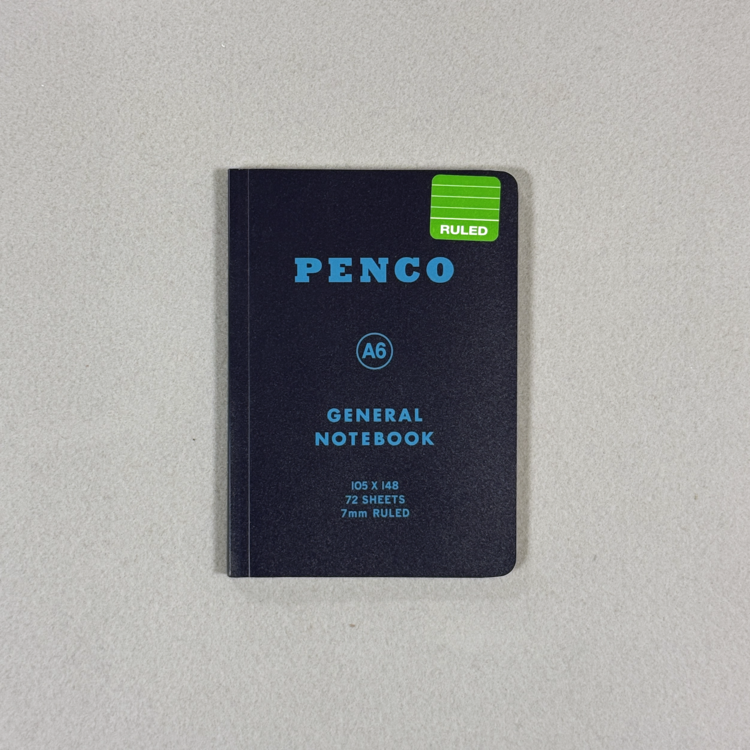 RULED
PENCO
A6
GENERAL
NOTEBOOK
105 X 148
72 SHEETS
7mm RULED